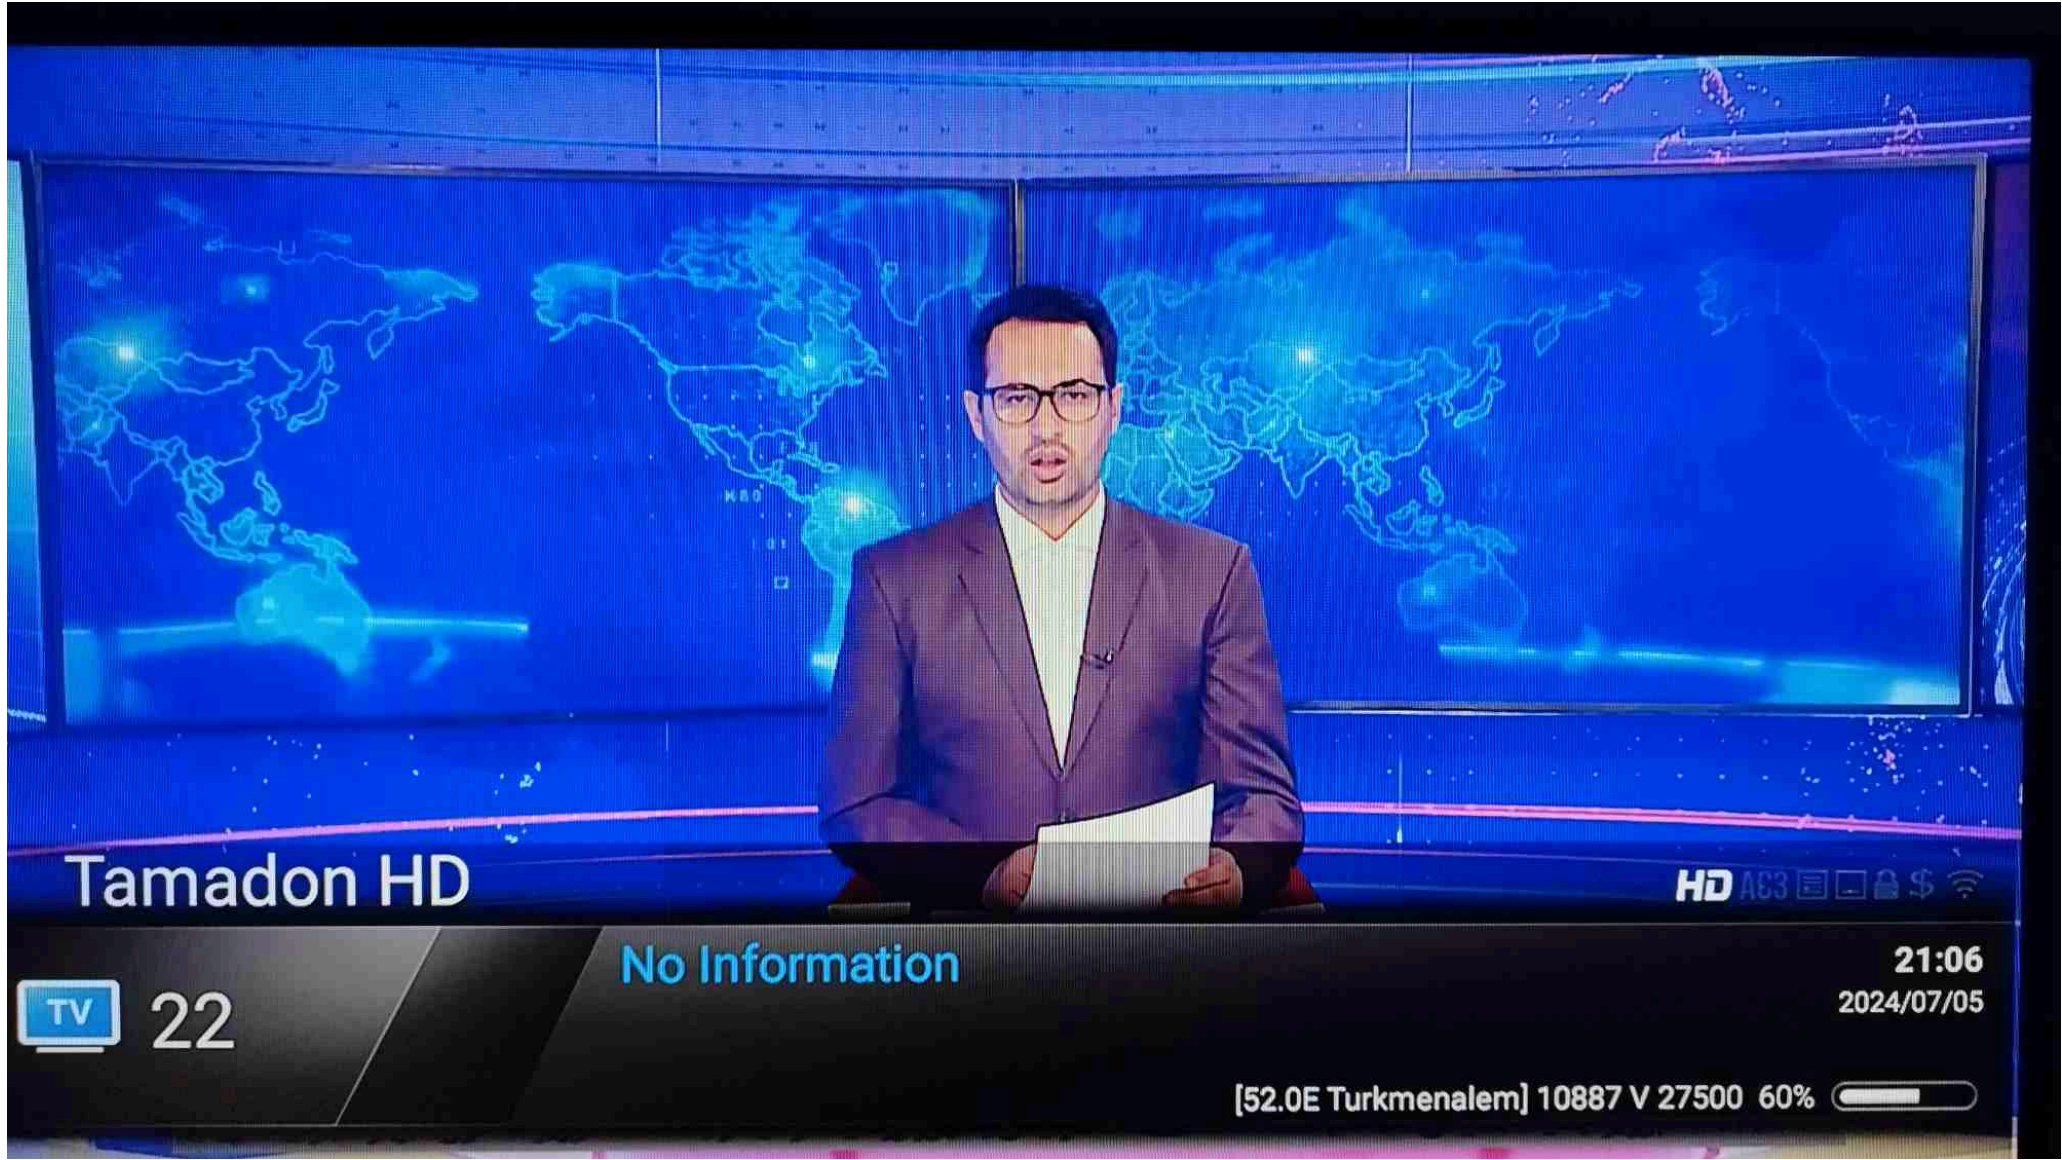 Tamadon HD
HD AC3 $
TV 22
No Information
21:06
2024/07/05
[52.0E Turkmenalem] 10887 V 27500 60%